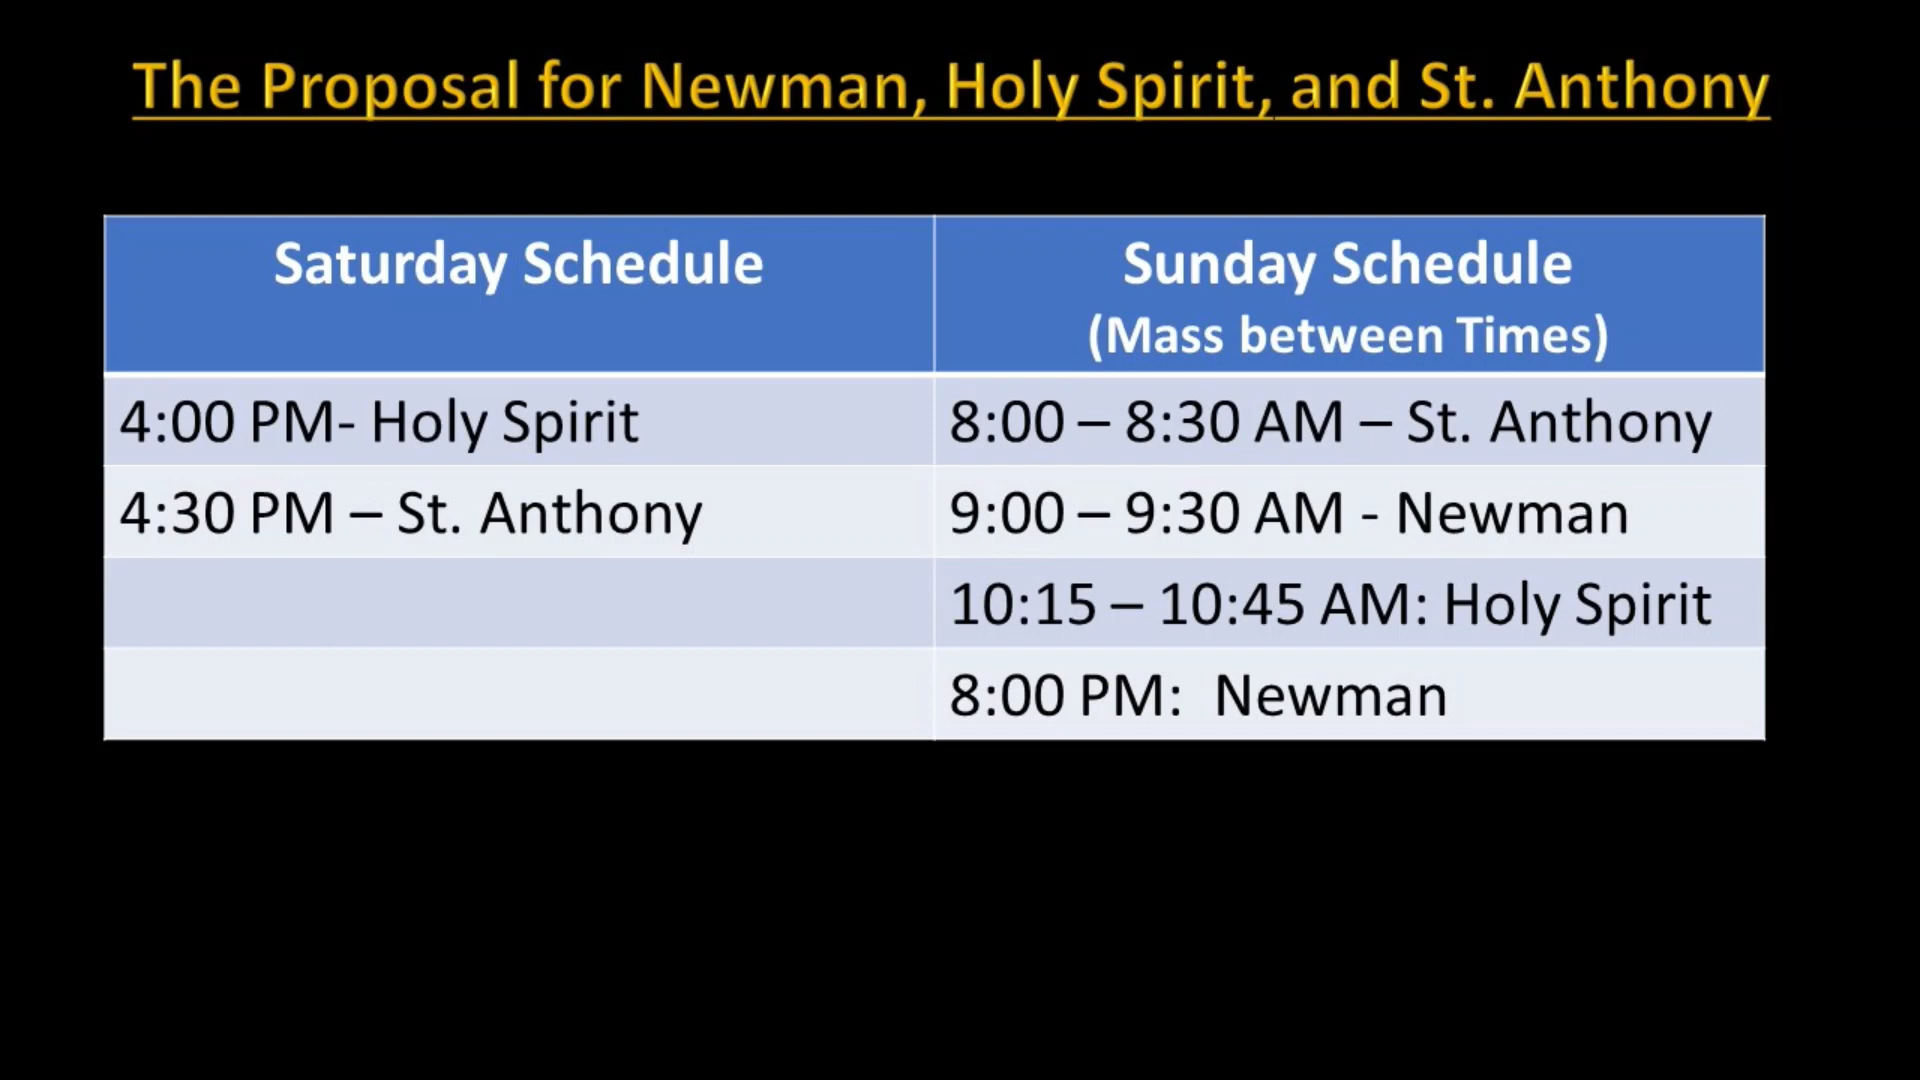 The Proposal for Newman, Holy Spirit, and St. Anthony
Saturday Schedule
Sunday Schedule
(Mass between Times)
4:00 PM- Holy Spirit
8:00 – 8:30 AM – St. Anthony
4:30 PM – St. Anthony
9:00 – 9:30 AM - Newman
10:15 – 10:45 AM: Holy Spirit
8:00 PM:  Newman